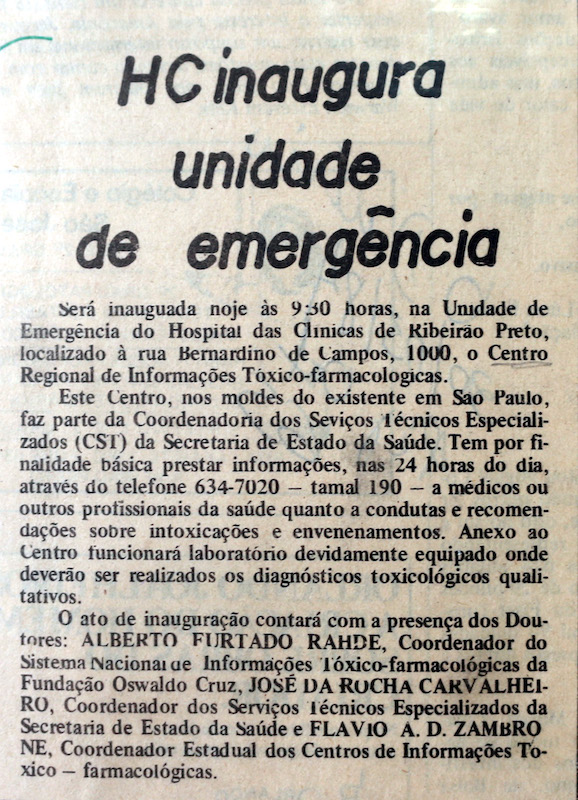 HC inaugura
unidade
de emergência
Será inauguada noje às 9:30 horas, na Unidade de
Emergência do Hospital das Clínicas de Ribeirão Preto,
localizado à rua Bernardino de Campos, 1000, o Centro
Regional de Informações Tóxico-farmacologicas.
Este Centro, nos moldes do existente em São Paulo,
faz parte da Coordenadoria dos Seviços Técnicos Especiali-
zados (CST) da Secretaria de Estado da Saúde. Tem por fi-
nalidade básica prestar informações, nas 24 horas do dia,
através do telefone 634-7020 — tamal 190 — a médicos ou
outros profissionais da saúde quanto a condutas e recomen-
dações sobre intoxicações e envenenamentos. Anexo ao
Centro funcionará laboratório devidamente equipado onde
deverão ser realizados os diagnósticos toxicológicos quali-
tativos.
O ato de inauguração contará com a presença dos Dou-
tores: ALBERTO FURTADO RAHDE, Coordenador do
Sistema Nacional de Informações Tóxico-farmacológicas da
Fundação Oswaldo Cruz, JOSÉ DA ROCHA CARVALHEI-
RO, Coordenador dos Serviços Técnicos Especializados da
Secretaria de Estado da Saúde e FLAVIO A. D. ZAMBRO
NE, Coordenador Estadual dos Centros de Informações To-
xico — farmacológicas.